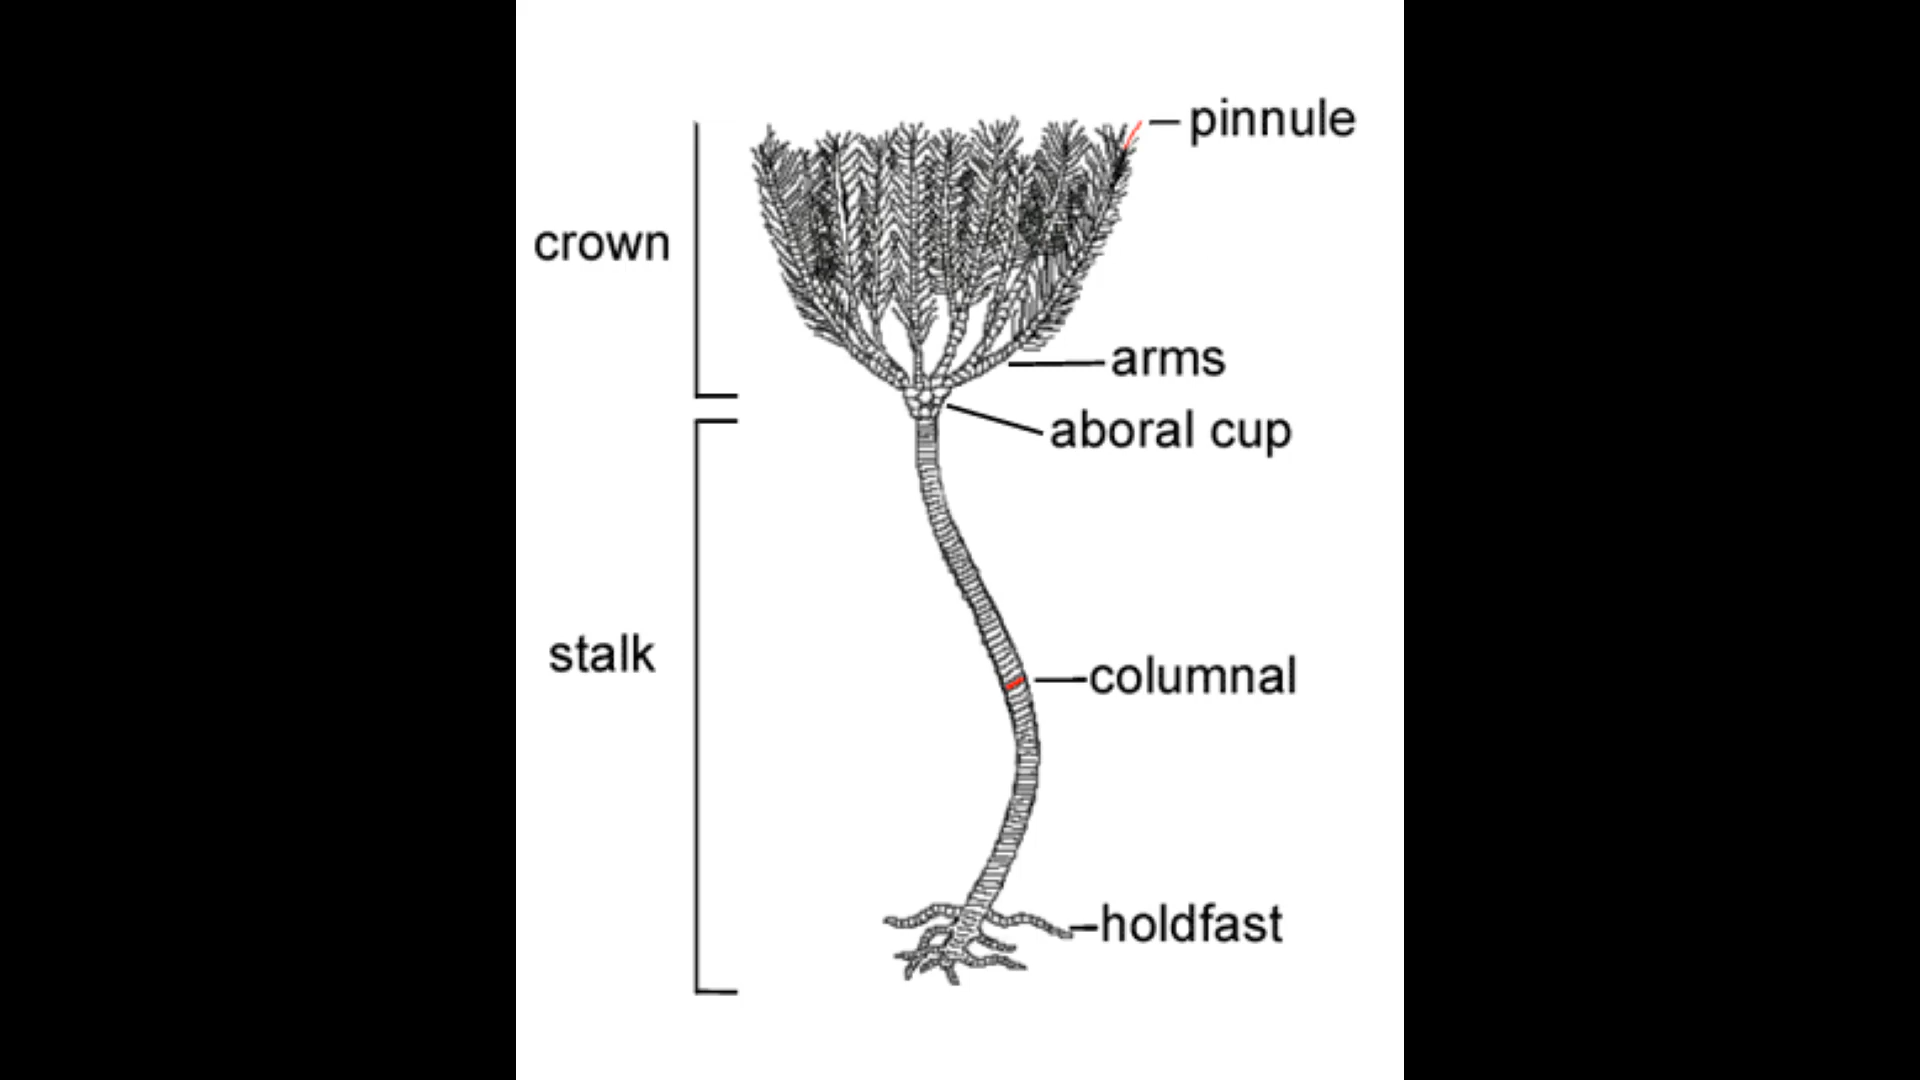 pinnule
crown
arms
aboral cup
stalk
columnal
holdfast